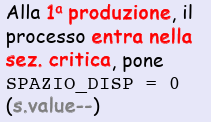 Alla 1ª produzione, il
processo entra nella
sez. critica, pone
SPAZIO_DISP = 0
(s.value--)